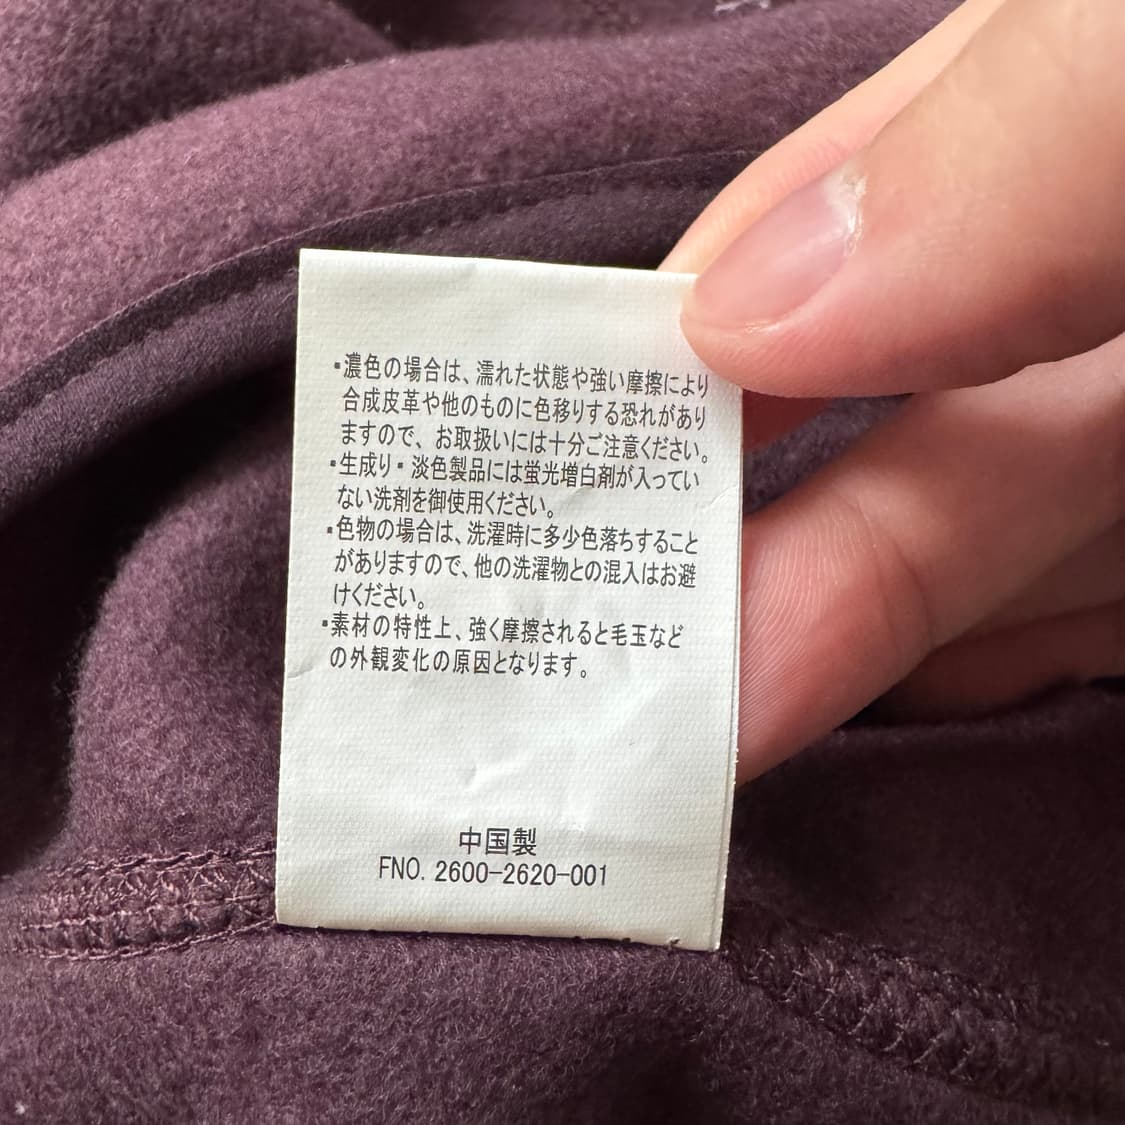 ・濃色の場合は、濡れた状態や強い摩擦により
合成皮革や他のものに色移りする恐れがあり
ますので、お取扱いには十分ご注意ください。
・生成り・淡色製品には蛍光増白剤が入ってい
ない洗剤を御使用ください。
・色物の場合は、洗濯時に多少色落ちすること
がありますので、他の洗濯物との混入はお避
けください。
・素材の特性上、強く摩擦されると毛玉など
の外観変化の原因となります。
中国製
FNO. 2600-2620-001